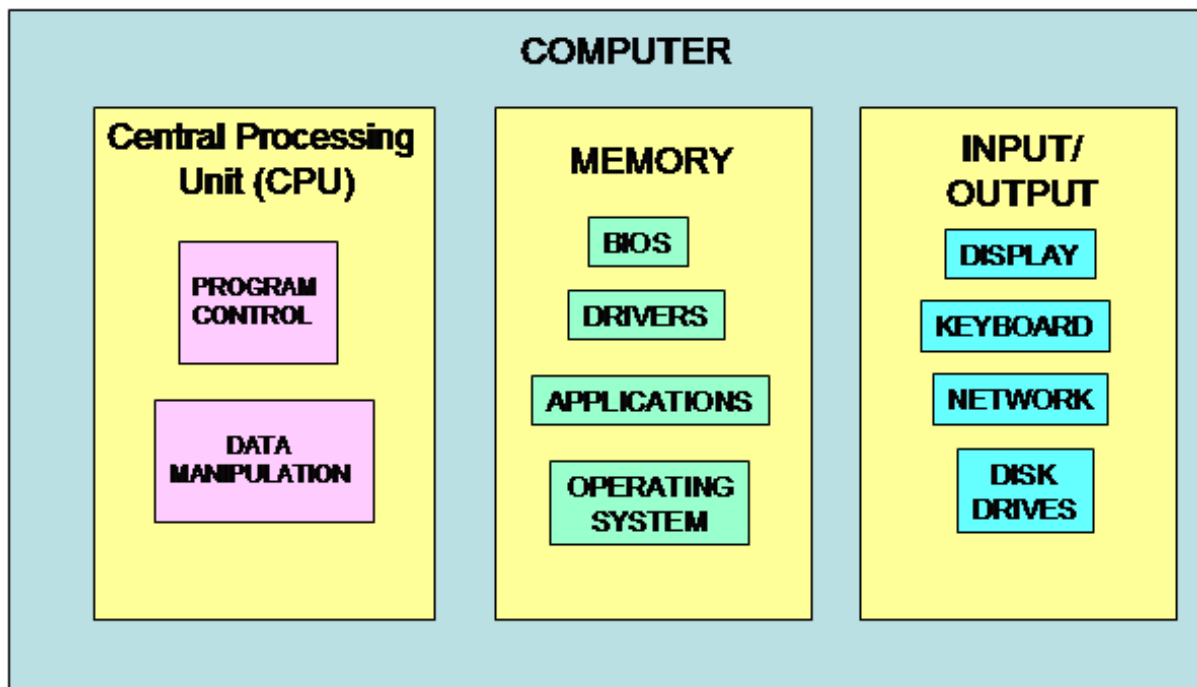 COMPUTER
Central Processing
Unit (CPU)
PROGRAM
CONTROL
DATA
MANIPULATION
MEMORY
BIOS
DRIVERS
APPLICATIONS
OPERATING
SYSTEM
INPUT/
OUTPUT
DISPLAY
KEYBOARD
NETWORK
DISK
DRIVES